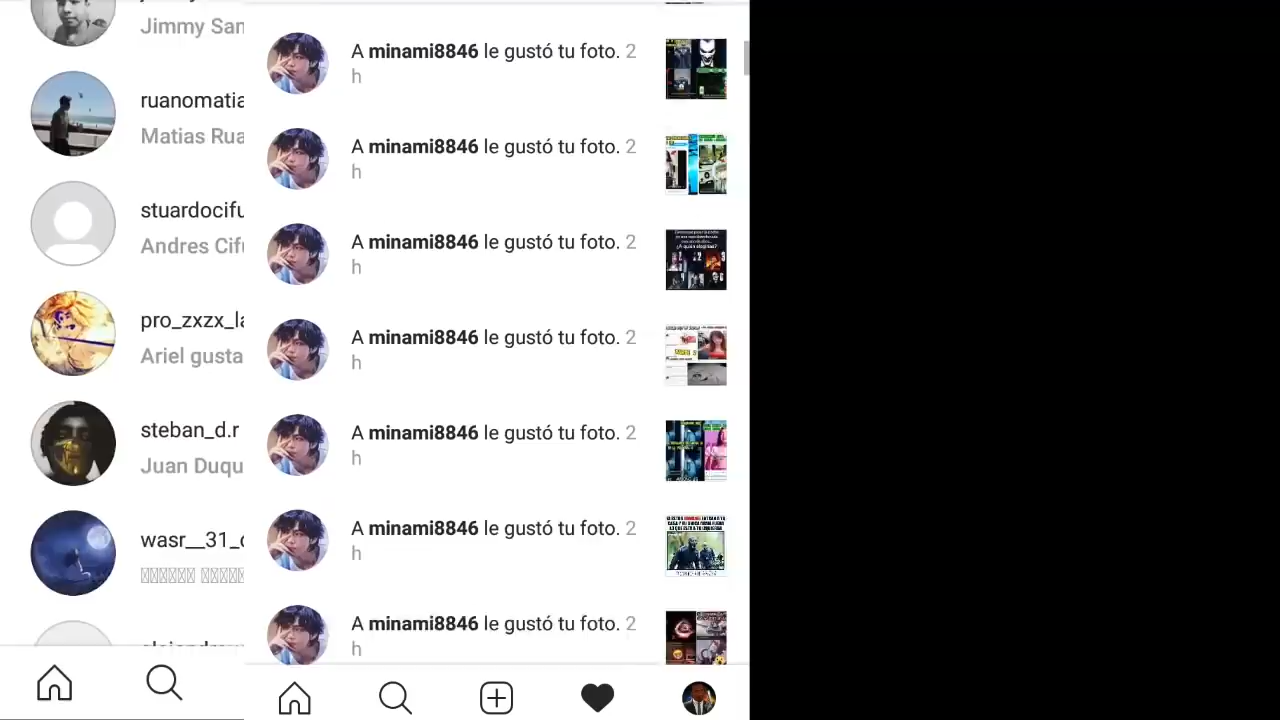 Jimmy San
ruanomatia
Matias Rua
stuardocifu
Andres Cifu
pro_zxzx_la
Ariel gusta
steban_d.r
Juan Duqu
wasr__31_c
A minami8846 le gustó tu foto. 2
h
A minami8846 le gustó tu foto. 2
h
A minami8846 le gustó tu foto. 2
h
A minami8846 le gustó tu foto. 2
h
A minami8846 le gustó tu foto. 2
h
A minami8846 le gustó tu foto. 2
h
A minami8846 le gustó tu foto. 2
h